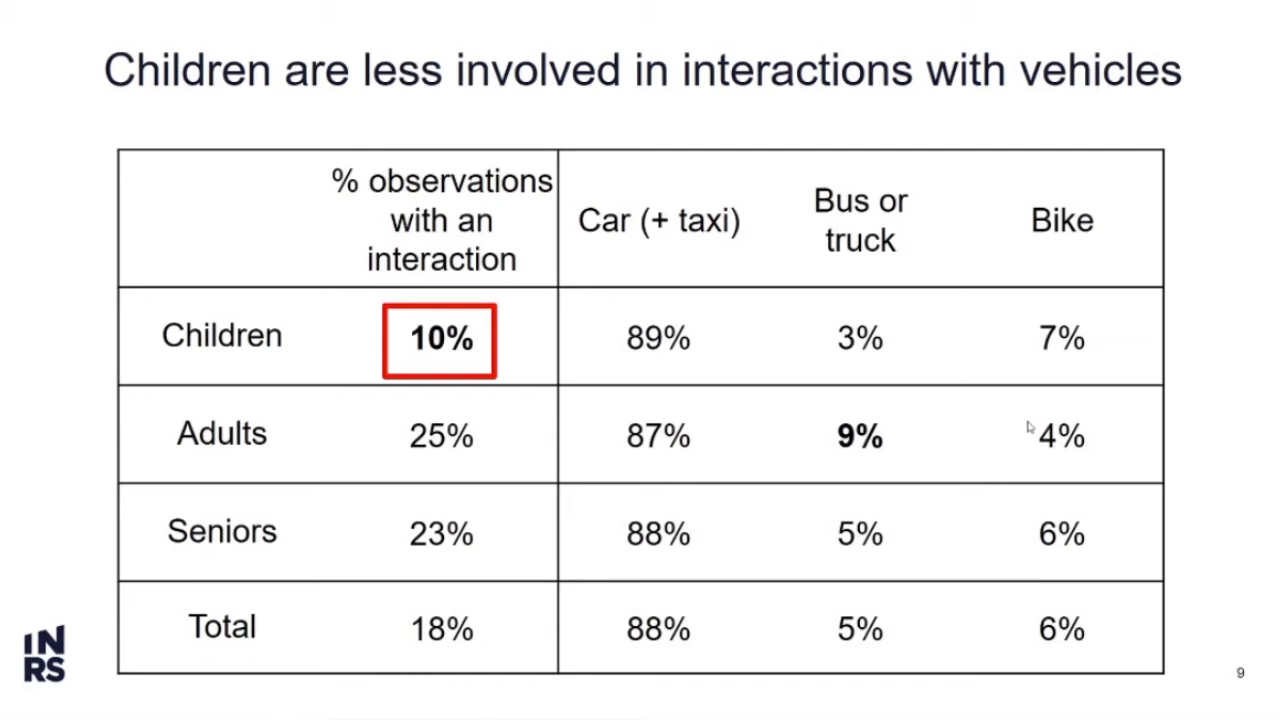 Children are less involved in interactions with vehicles
% observations
with an
interaction
Car (+ taxi)
Bus or
truck
Bike
Children 10% 89% 3% 7%
Adults 25% 87% 9% 4%
Seniors 23% 88% 5% 6%
Total 18% 88% 5% 6%
IN
RS
9